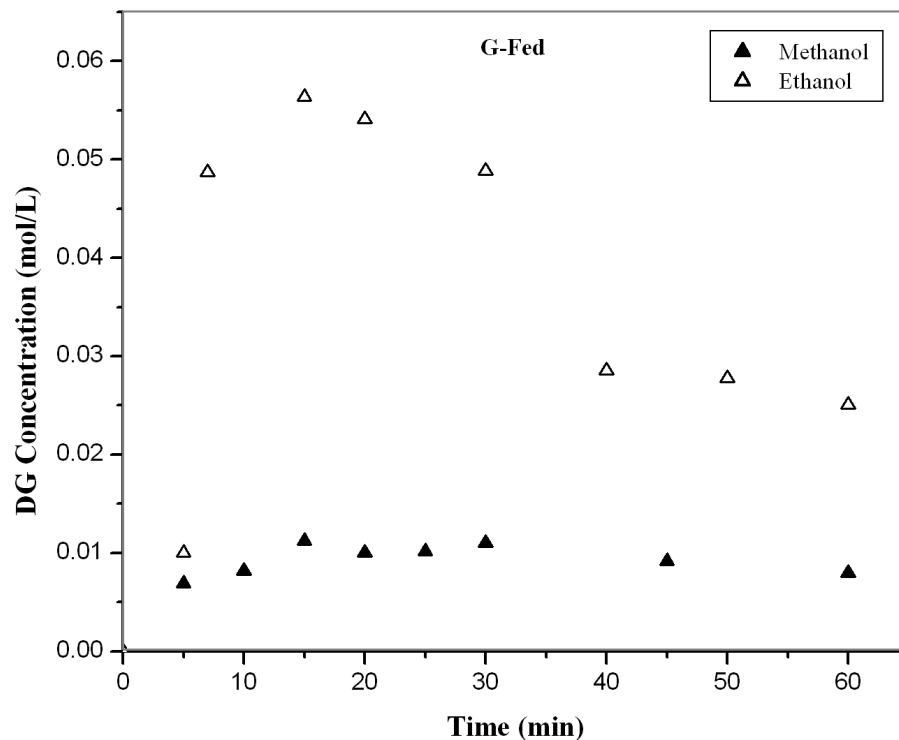 G-Fed
Methanol
Ethanol
DG Concentration (mol/L)
0.06
0.05
0.04
0.03
0.02
0.01
0.00
0 10 20 30 40 50 60
Time (min)